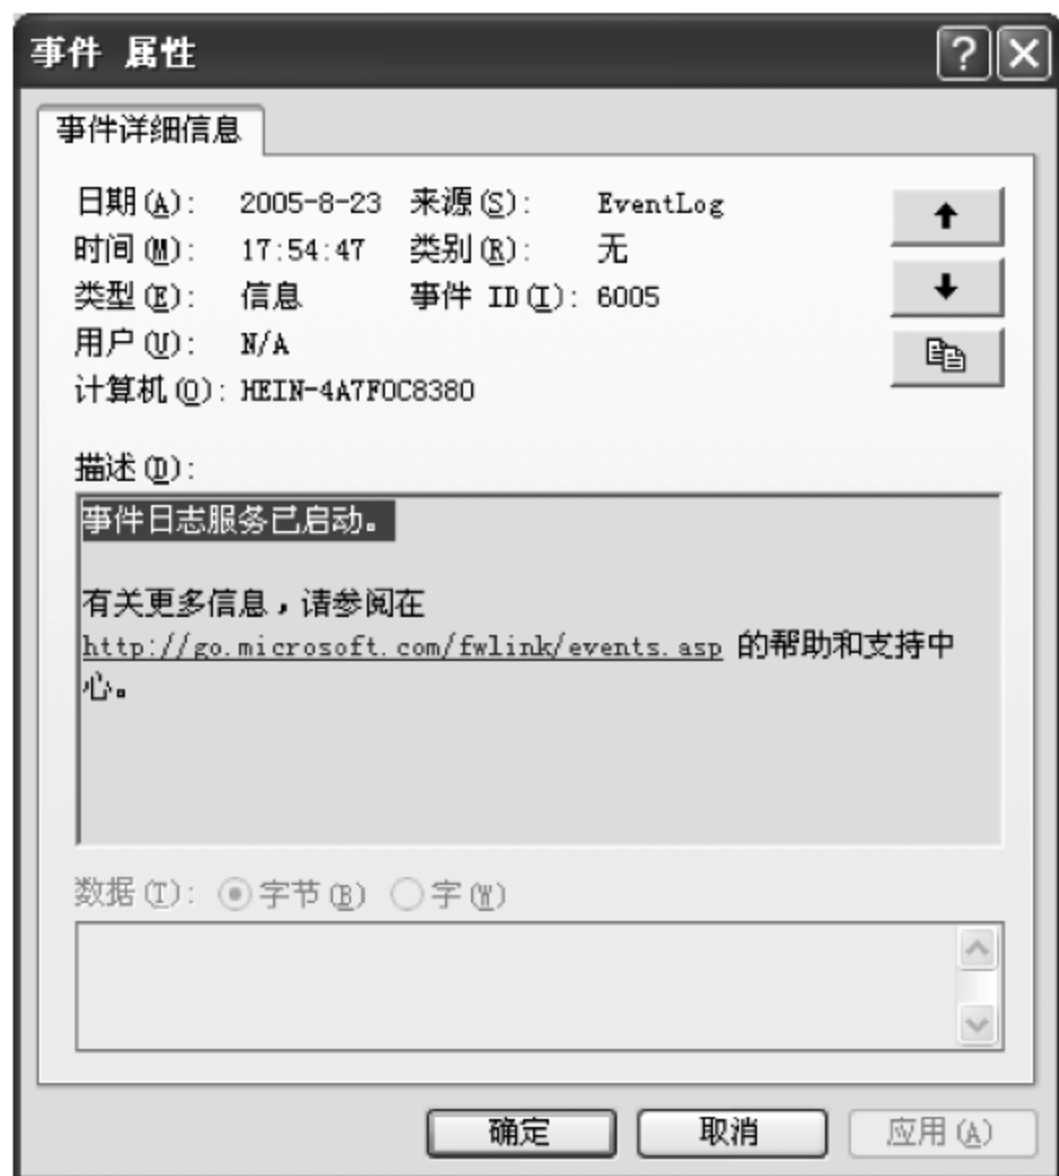 事件 属性
事件详细信息
日期(A): 2005-8-23 来源(S): EventLog
时间(M): 17:54:47 类别(R): 无
类型(E): 信息 事件 ID(I): 6005
用户(U): N/A
计算机(O): HEIN-4A7F0C8380
描述(D):
事件日志服务已启动。
有关更多信息，请参阅在
http://go.microsoft.com/fwlink/events.asp 的帮助和支持中
心。
数据(T): 字节(B) 字(W)
确定 取消 应用(A)